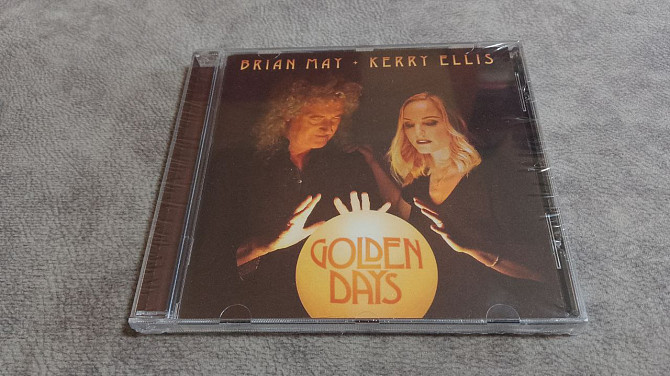 BRIAN MAY + KERRY ELLIS
GOLDEN
DAYS